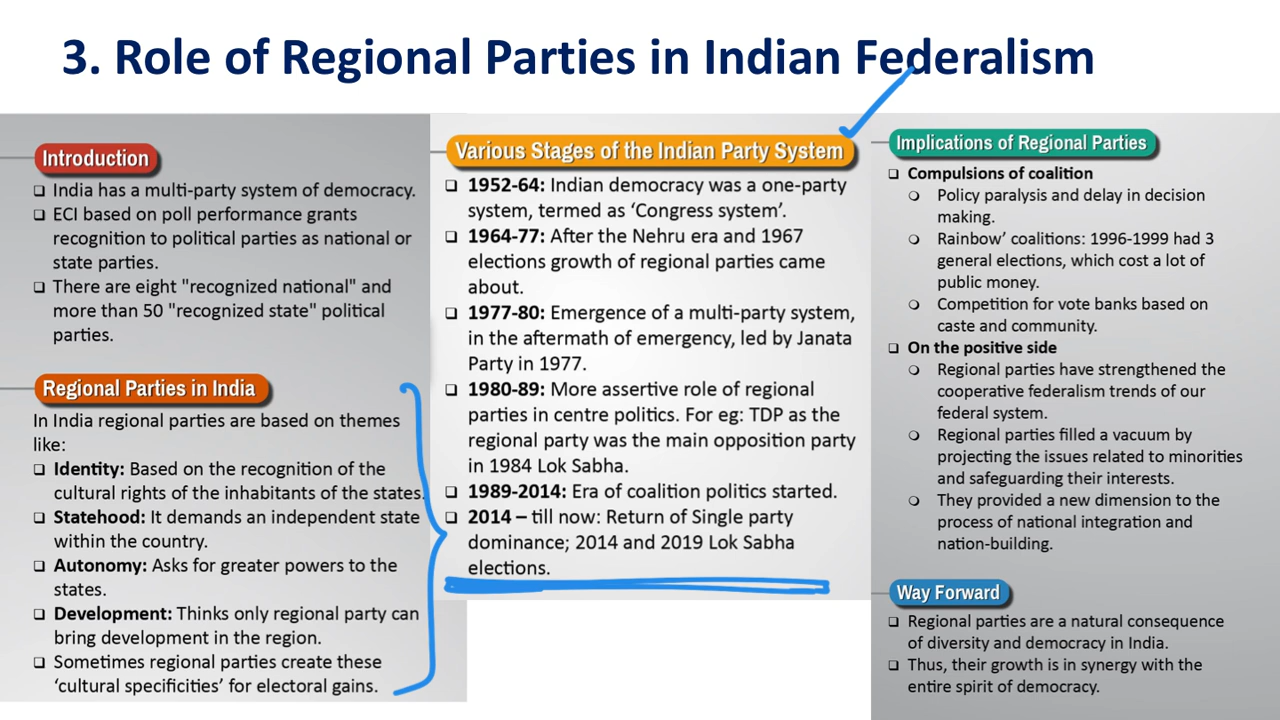 3. Role of Regional Parties in Indian Federalism
Introduction
❑ India has a multi-party system of democracy.
❑ ECI based on poll performance grants
recognition to political parties as national or
state parties.
❑ There are eight "recognized national" and
more than 50 "recognized state" political
parties.
Regional Parties in India
In India regional parties are based on themes
like:
❑ Identity: Based on the recognition of the
cultural rights of the inhabitants of the states.
❑ Statehood: It demands an independent state
within the country.
❑ Autonomy: Asks for greater powers to the
states.
❑ Development: Thinks only regional party can
bring development in the region.
❑ Sometimes regional parties create these
‘cultural specificities’ for electoral gains.
Various Stages of the Indian Party System
❑ 1952-64: Indian democracy was a one-party
system, termed as ‘Congress system’.
❑ 1964-77: After the Nehru era and 1967
elections growth of regional parties came
about.
❑ 1977-80: Emergence of a multi-party system,
in the aftermath of emergency, led by Janata
Party in 1977.
❑ 1980-89: More assertive role of regional
parties in centre politics. For eg: TDP as the
regional party was the main opposition party
in 1984 Lok Sabha.
❑ 1989-2014: Era of coalition politics started.
❑ 2014 – till now: Return of Single party
dominance; 2014 and 2019 Lok Sabha
elections.
Implications of Regional Parties
❑ Compulsions of coalition
○ Policy paralysis and delay in decision
making.
○ Rainbow’ coalitions: 1996-1999 had 3
general elections, which cost a lot of
public money.
○ Competition for vote banks based on
caste and community.
❑ On the positive side
○ Regional parties have strengthened the
cooperative federalism trends of our
federal system.
○ Regional parties filled a vacuum by
projecting the issues related to minorities
and safeguarding their interests.
○ They provided a new dimension to the
process of national integration and
nation-building.
Way Forward
❑ Regional parties are a natural consequence
of diversity and democracy in India.
❑ Thus, their growth is in synergy with the
entire spirit of democracy.